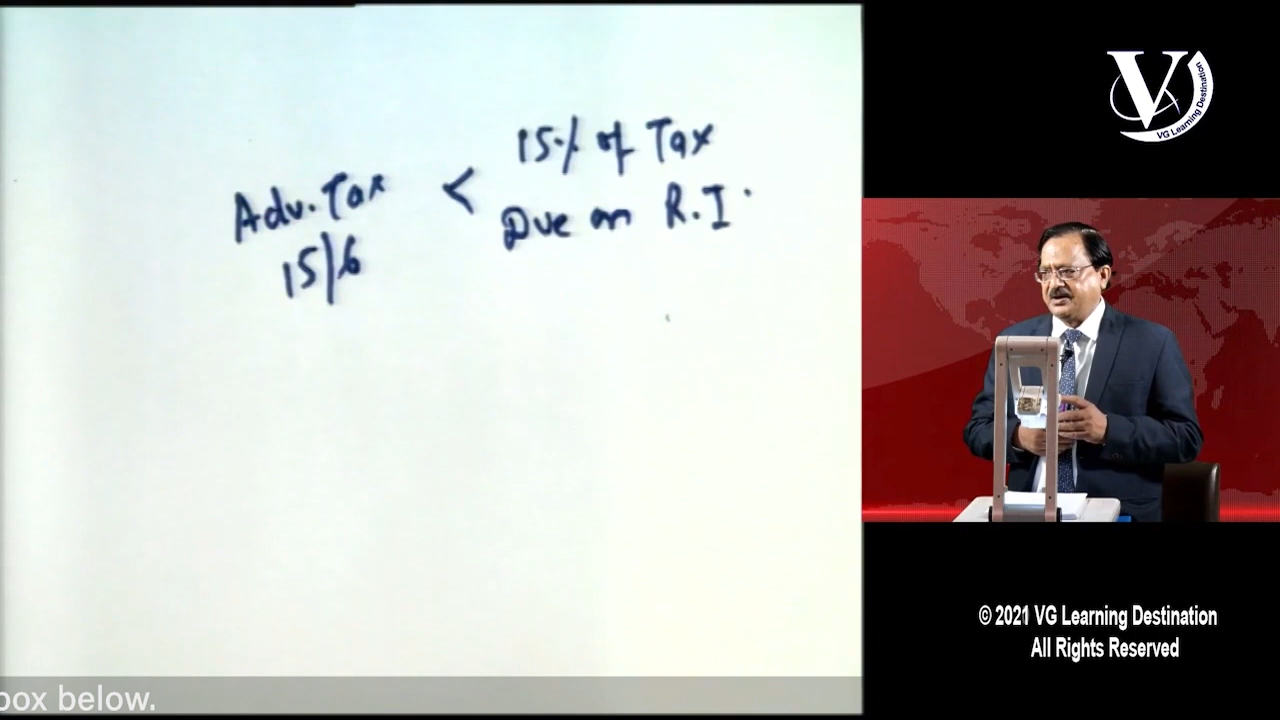 15% of Tax
Adv. Tax < Due on R.I.
15/6
V
VG Learning Destination
© 2021 VG Learning Destination
All Rights Reserved
box below.